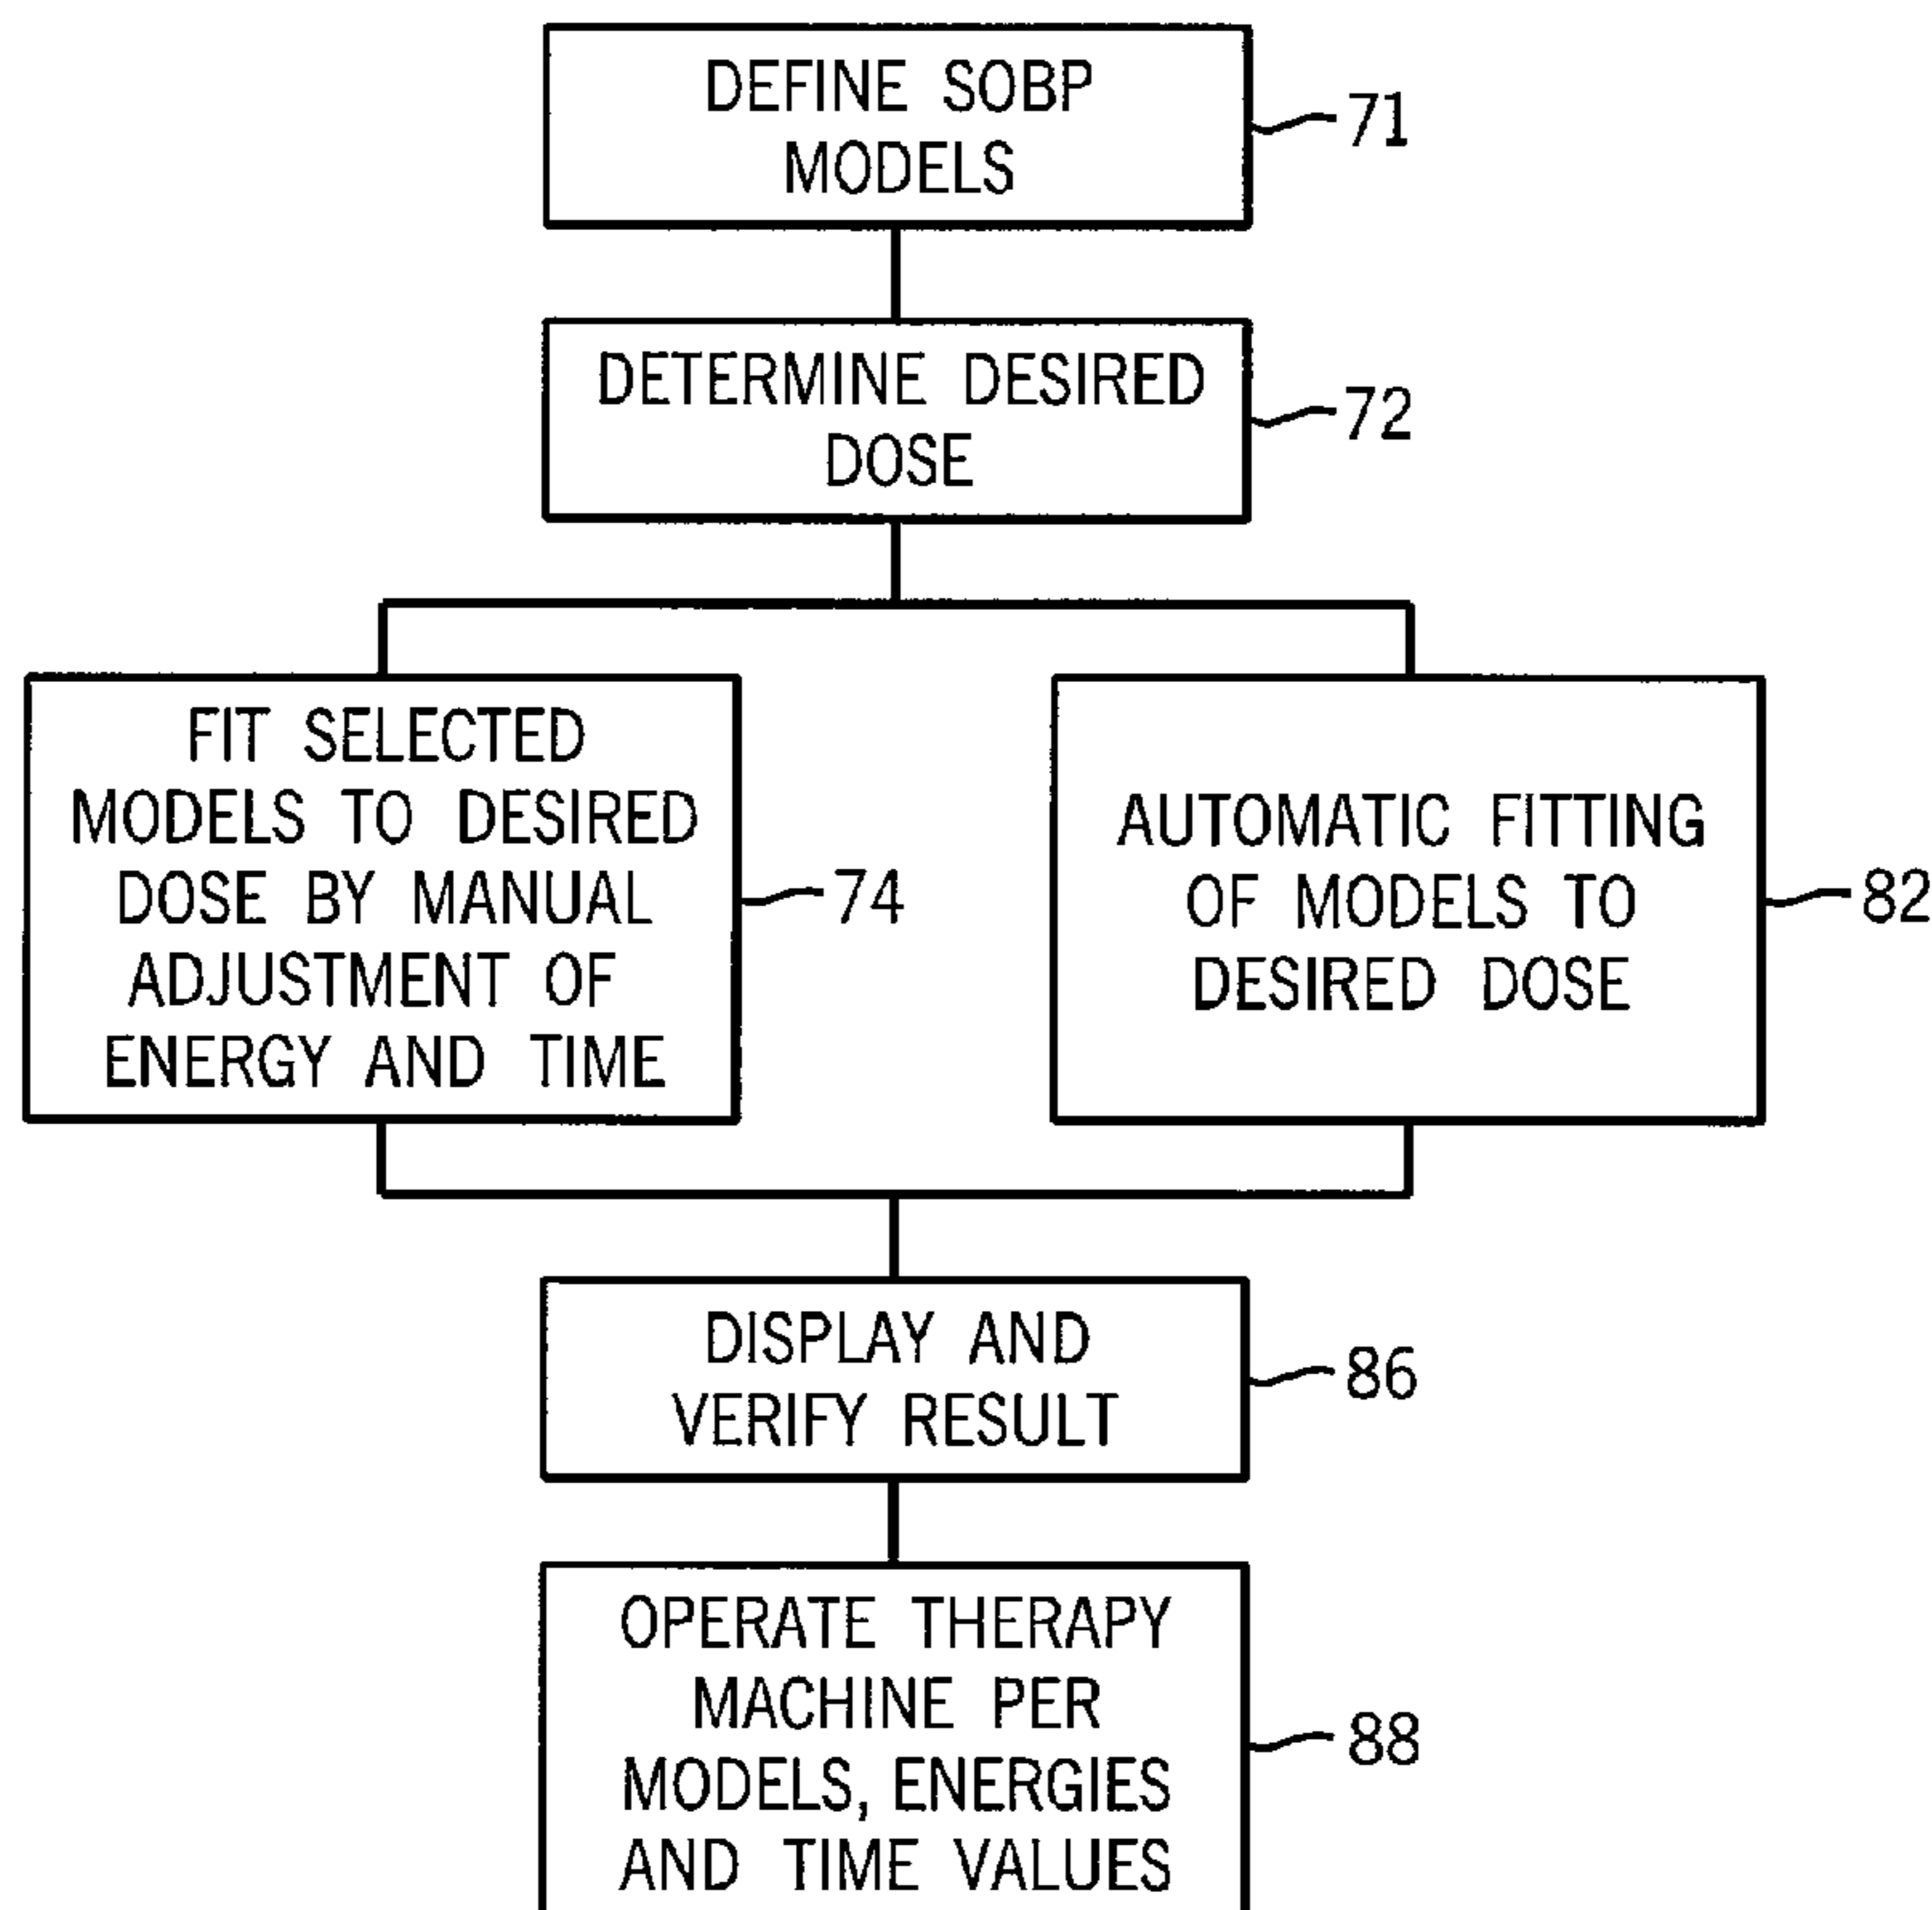 DEFINE SOBP
MODELS
71
DETERMINE DESIRED
DOSE
72
FIT SELECTED
MODELS TO DESIRED
DOSE BY MANUAL
ADJUSTMENT OF
ENERGY AND TIME
74
AUTOMATIC FITTING
OF MODELS TO
DESIRED DOSE
82
DISPLAY AND
VERIFY RESULT
86
OPERATE THERAPY
MACHINE PER
MODELS, ENERGIES
AND TIME VALUES
88